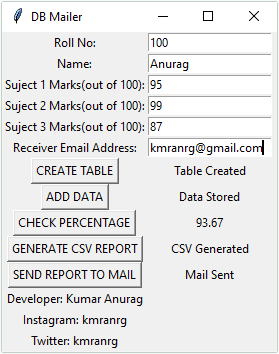 DB Mailer
Roll No: 100
Name: Anurag
Suject 1 Marks(out of 100): 95
Suject 2 Marks(out of 100): 99
Suject 3 Marks(out of 100): 87
Receiver Email Address: kmranrg@gmail.com
CREATE TABLE Table Created
ADD DATA Data Stored
CHECK PERCENTAGE 93.67
GENERATE CSV REPORT CSV Generated
SEND REPORT TO MAIL Mail Sent
Developer: Kumar Anurag
Instagram: kmranrg
Twitter: kmranrg